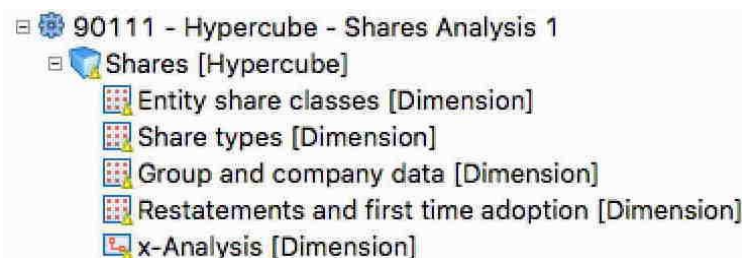 90111 - Hypercube - Shares Analysis 1
Shares [Hypercube]
Entity share classes [Dimension]
Share types [Dimension]
Group and company data [Dimension]
Restatements and first time adoption [Dimension]
x-Analysis [Dimension]